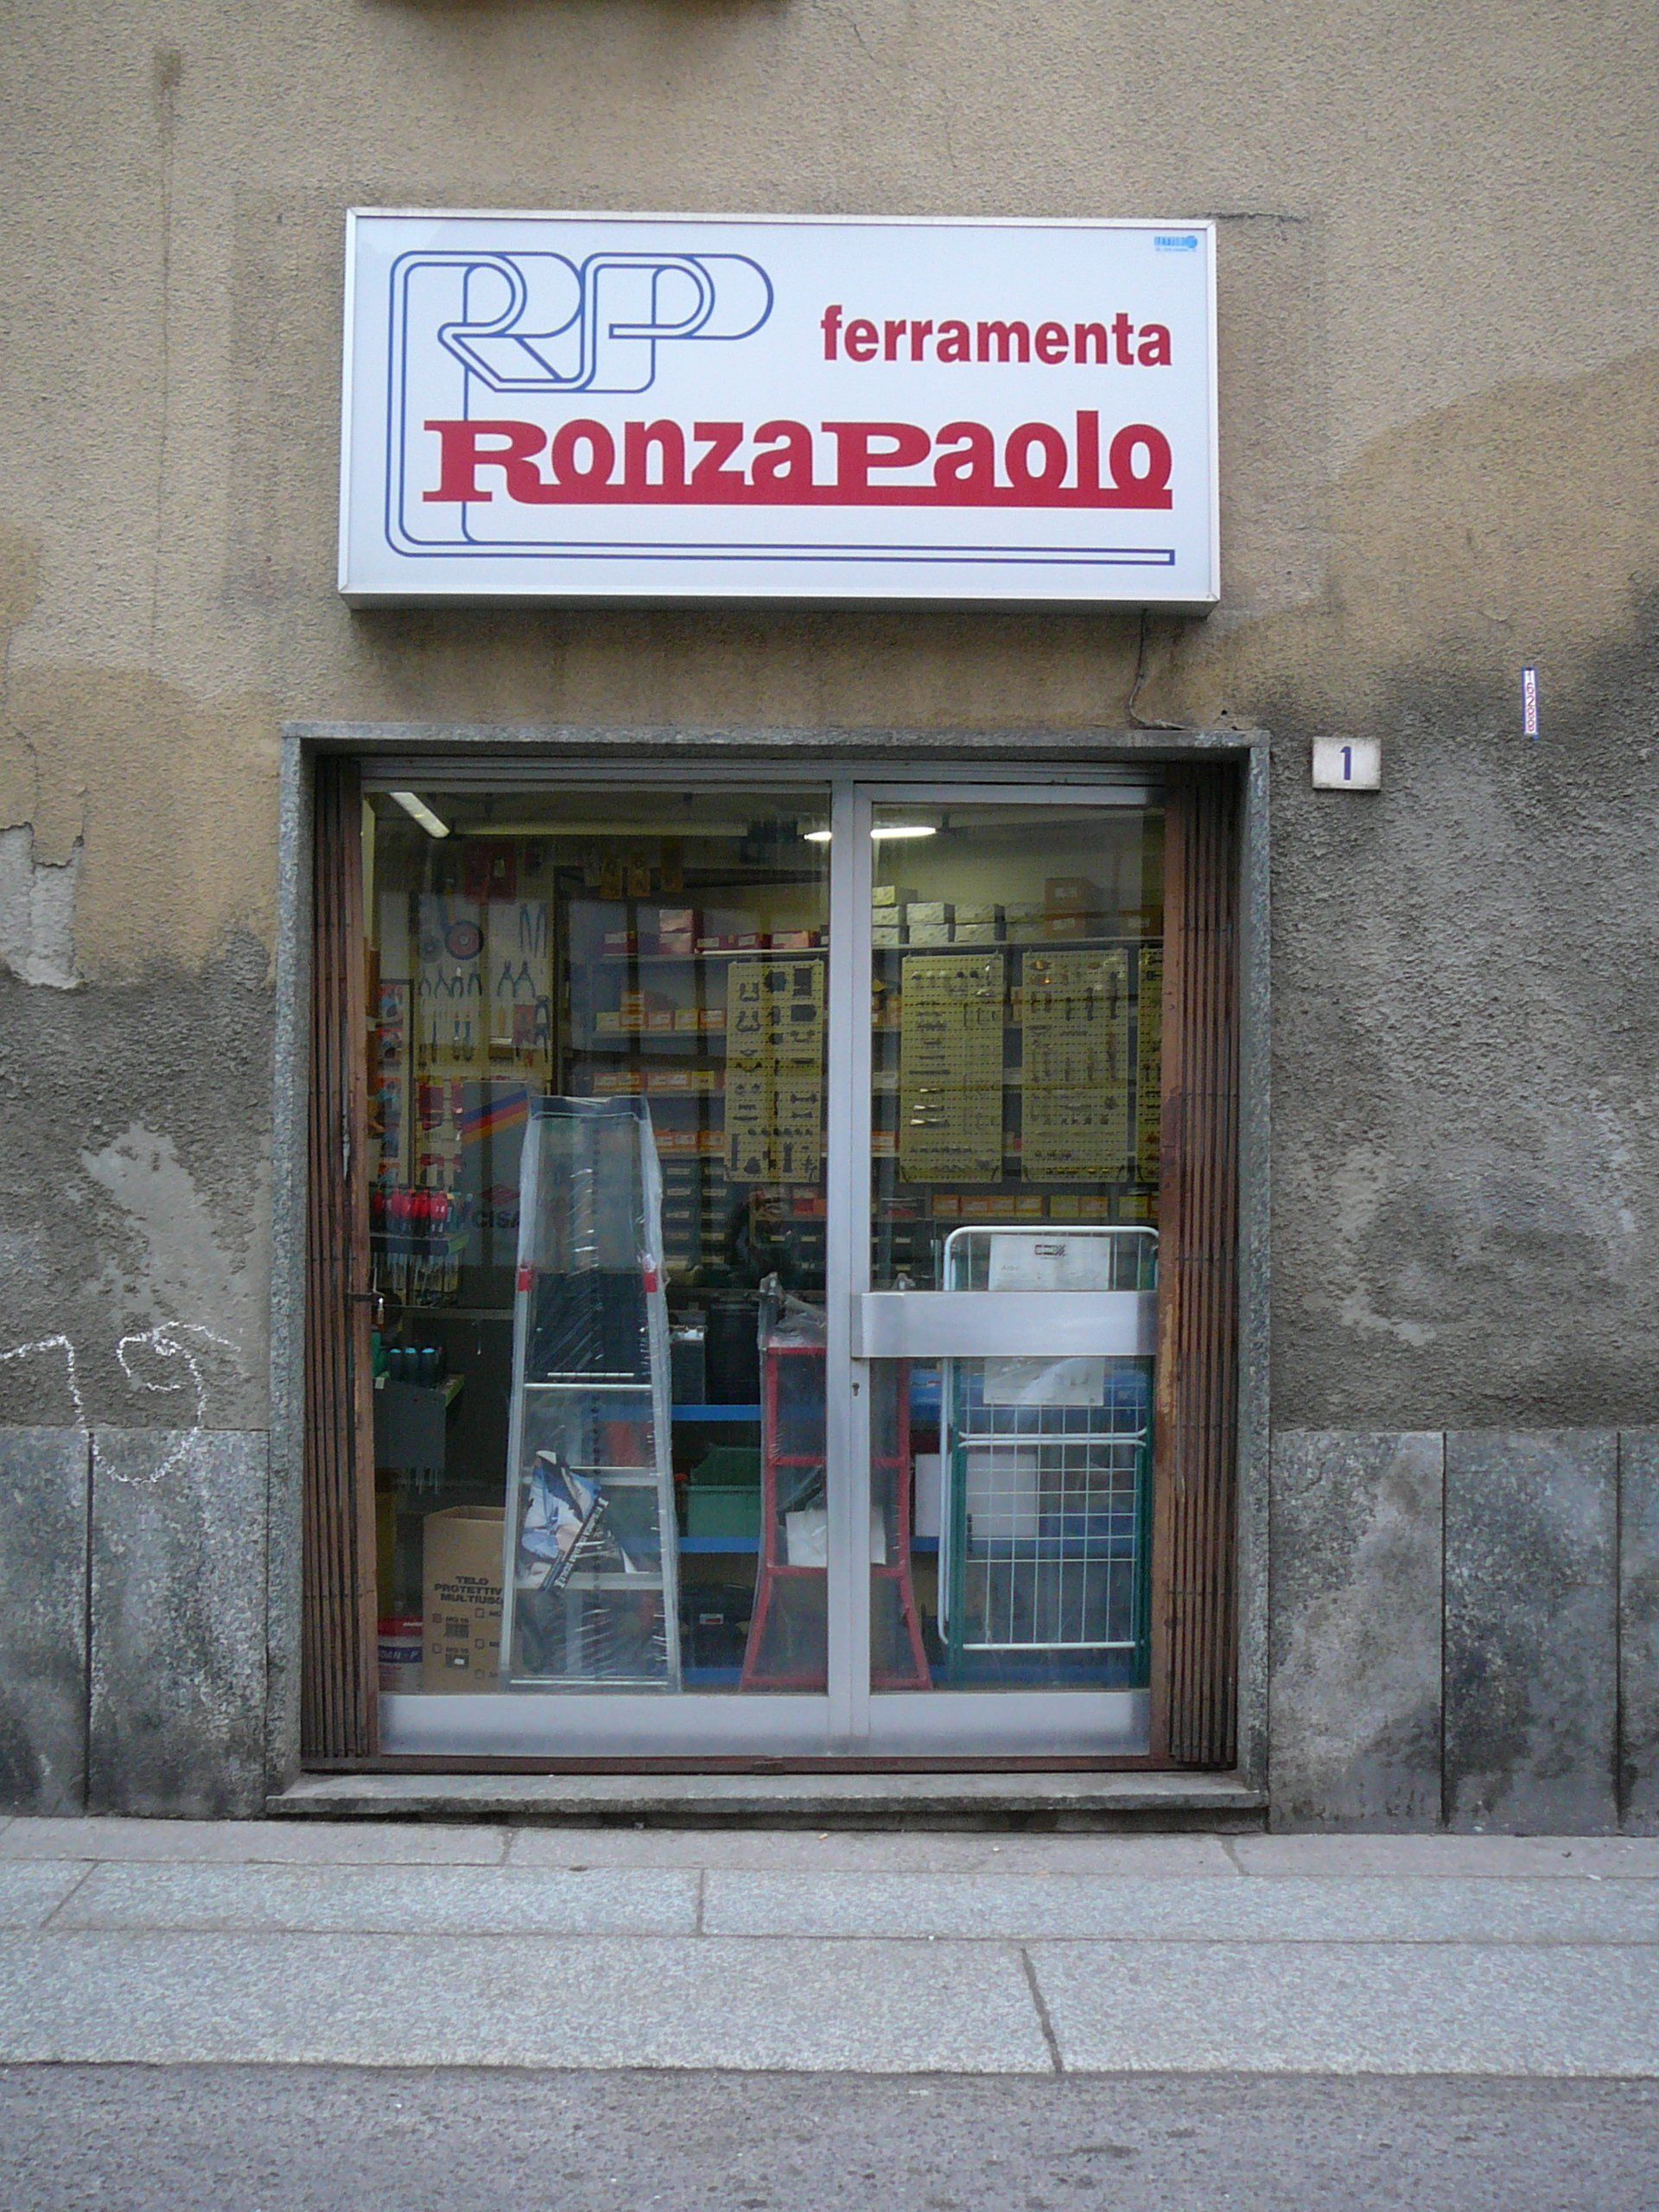 RP
ferramenta
RonzaPaolo
1
CISA
TELO
PROTETTIVO
MULTIUSO